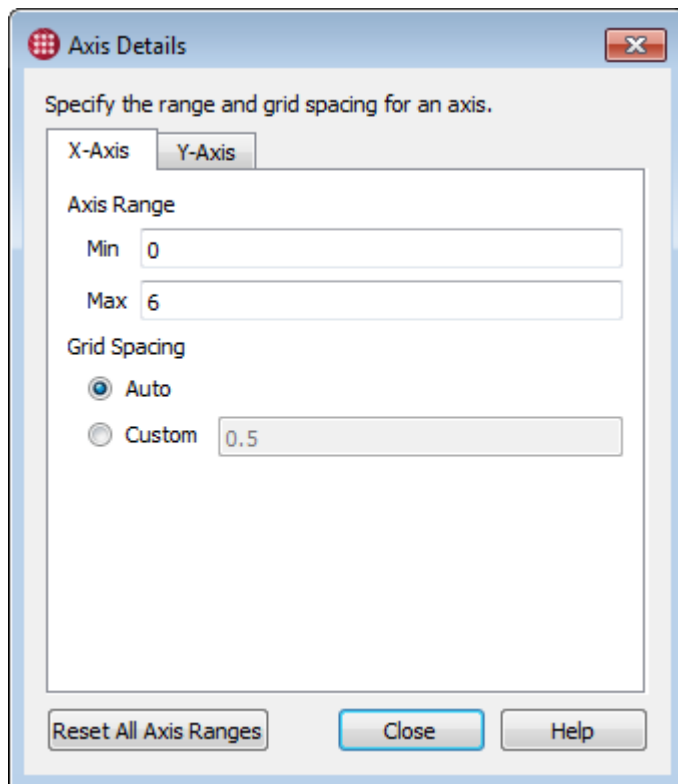 Axis Details
Specify the range and grid spacing for an axis.
X-Axis Y-Axis
Axis Range
Min 0
Max 6
Grid Spacing
Auto
Custom 0.5
Reset All Axis Ranges Close Help